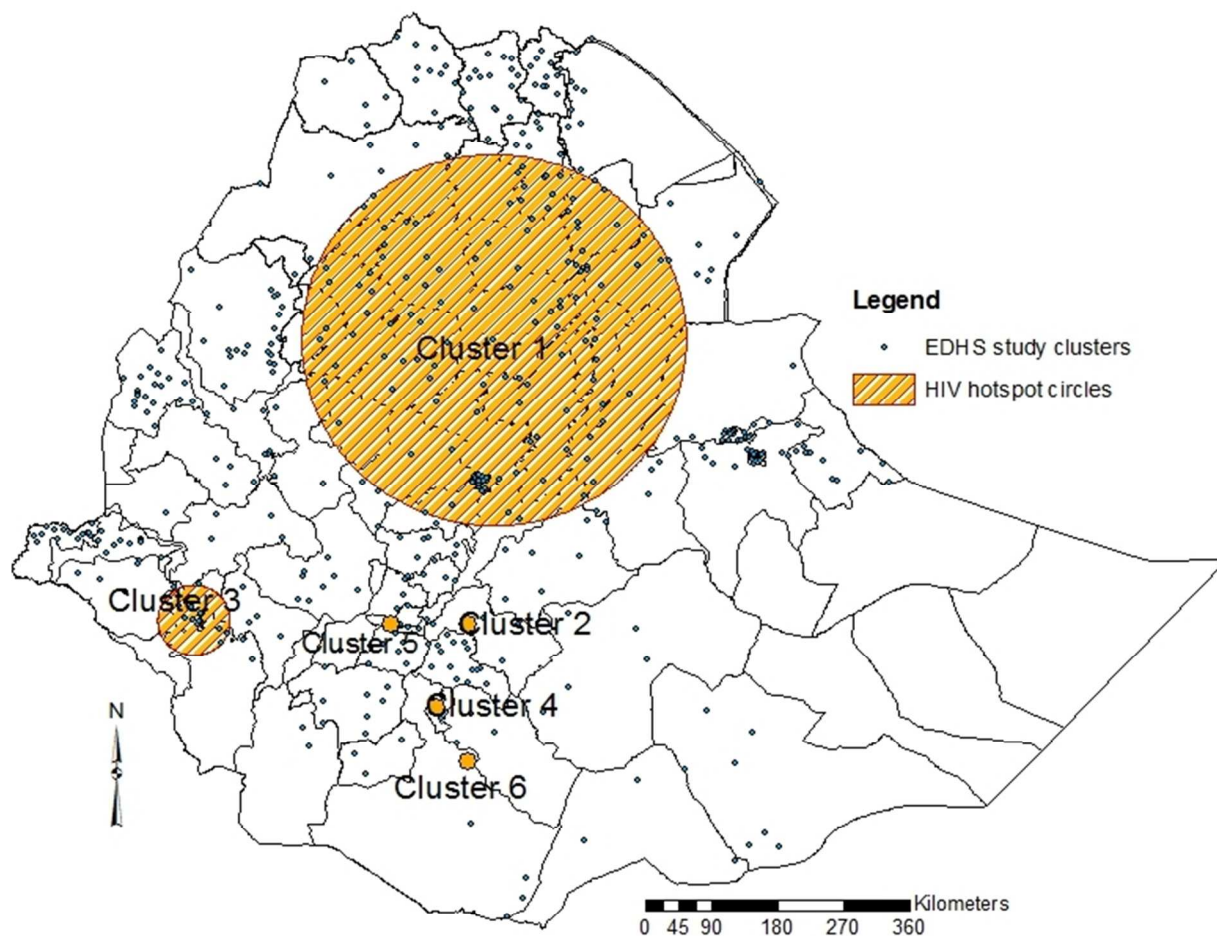 Legend
EDHS study clusters
Cluster 1
HIV hotspot circles
Cluster 3
Cluster 2
Cluster 5
Cluster 4
N
Cluster 6
Kilometers
0 45 90 180 270 360